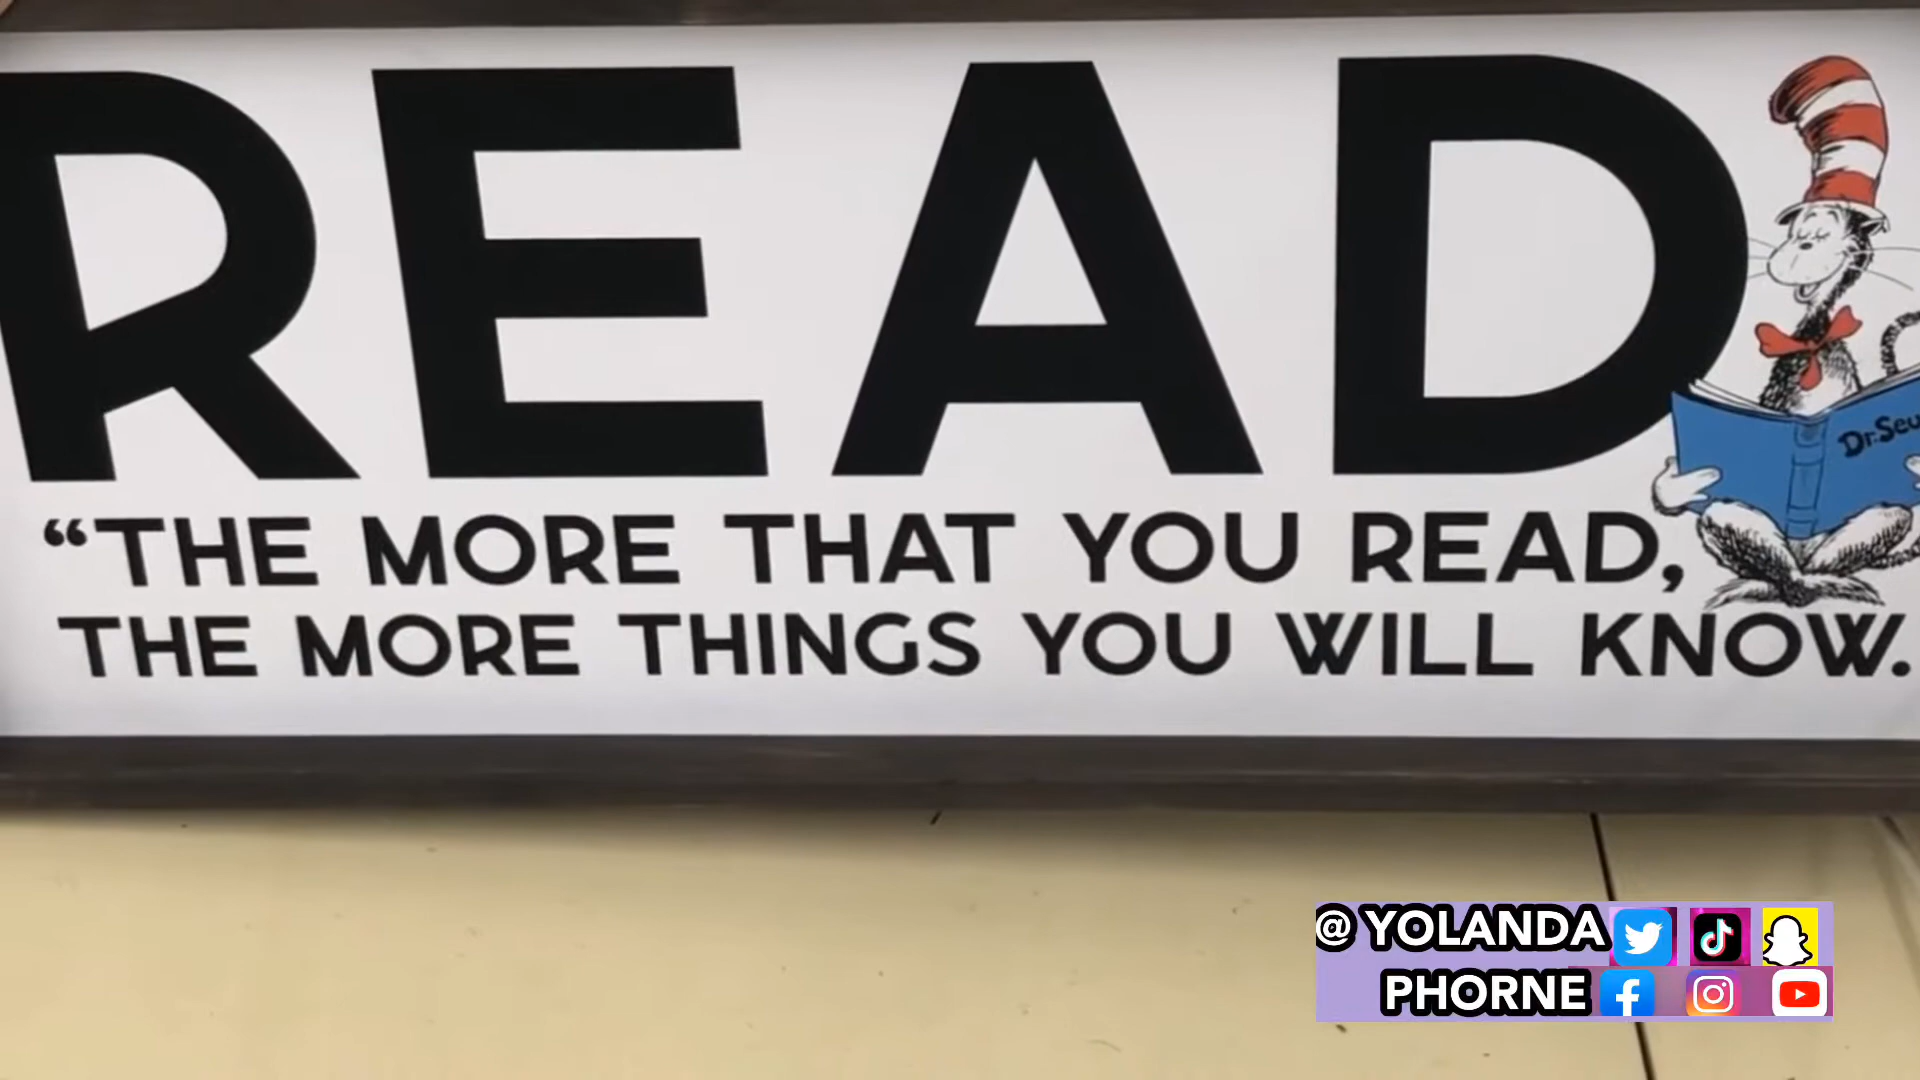 READ
“THE MORE THAT YOU READ,
THE MORE THINGS YOU WILL KNOW.
Dr. Seu
@ YOLANDA
PHORNE